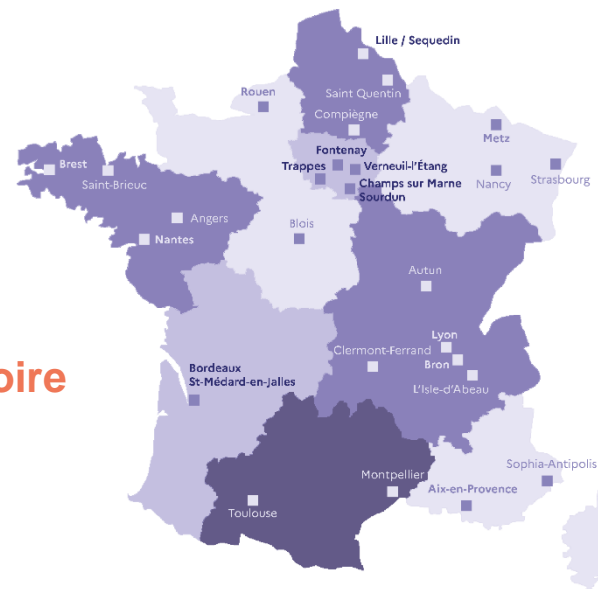 Lille / Sequedin
Saint Quentin
Rouen
Compiègne
Metz
Fontenay
Trappes
Verneuil-l'Étang
Brest
Saint-Brieuc
Nancy
Strasbourg
Champs sur Marne
Sourdun
Angers
Blois
Nantes
Autun
Lyon
Clermont-Ferrand
Bron
Bordeaux
St-Médard-en-Jalles
oire
L'Isle-d'Abeau
Sophia-Antipolis
Montpellier
Aix-en-Provence
Toulouse